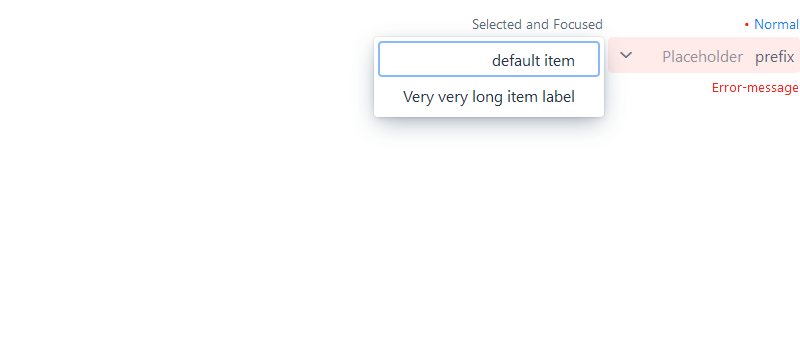 Selected and Focused
• Normal
default item
Very very long item label
Placeholder
prefix
Error-message